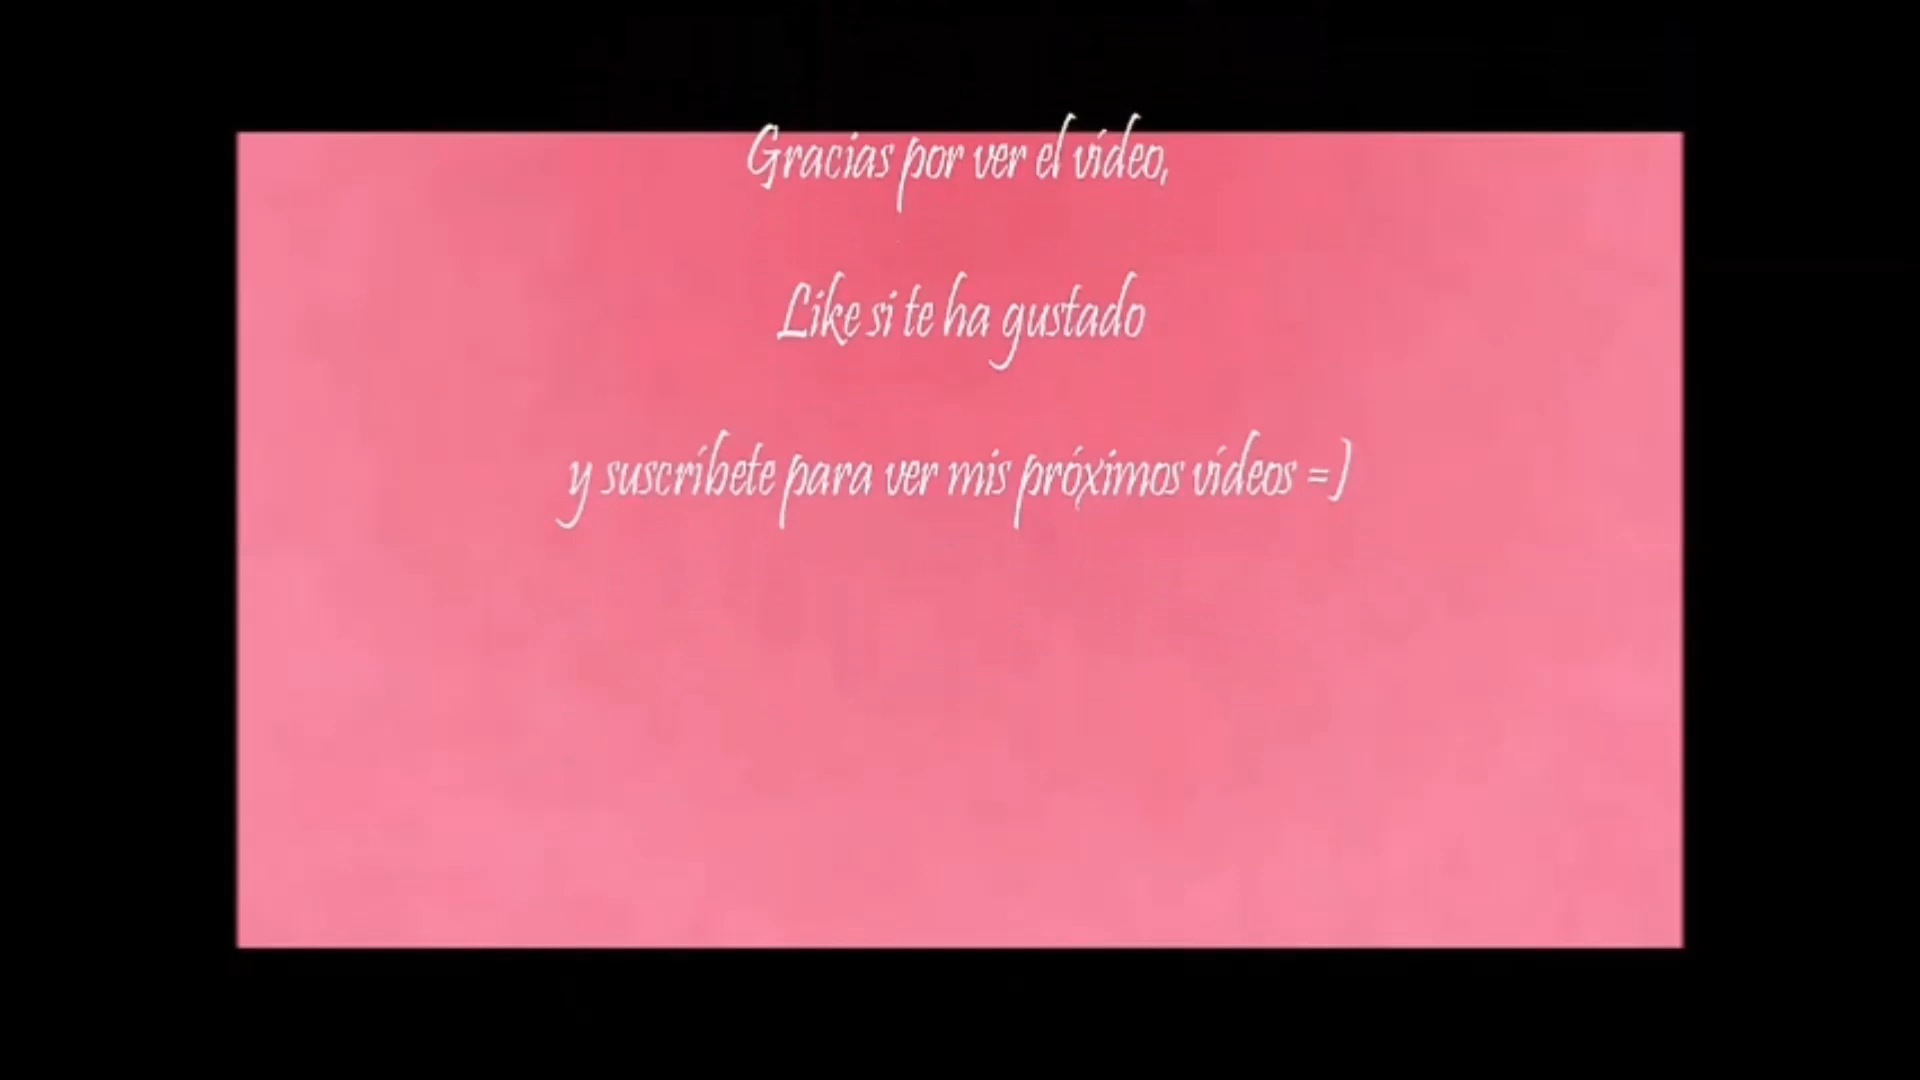 Gracias por ver el vídeo,
Like si te ha gustado
y suscríbete para ver mis próximos vídeos =)